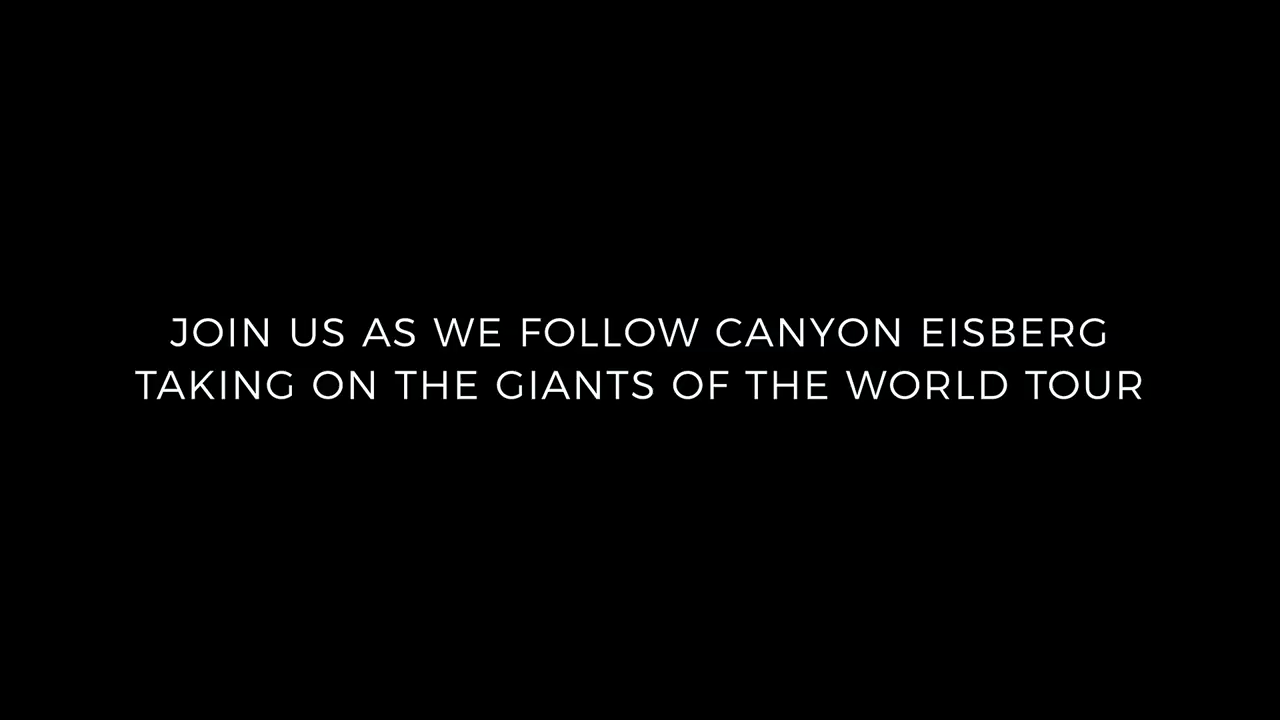 JOIN US AS WE FOLLOW CANYON EISBERG
TAKING ON THE GIANTS OF THE WORLD TOUR